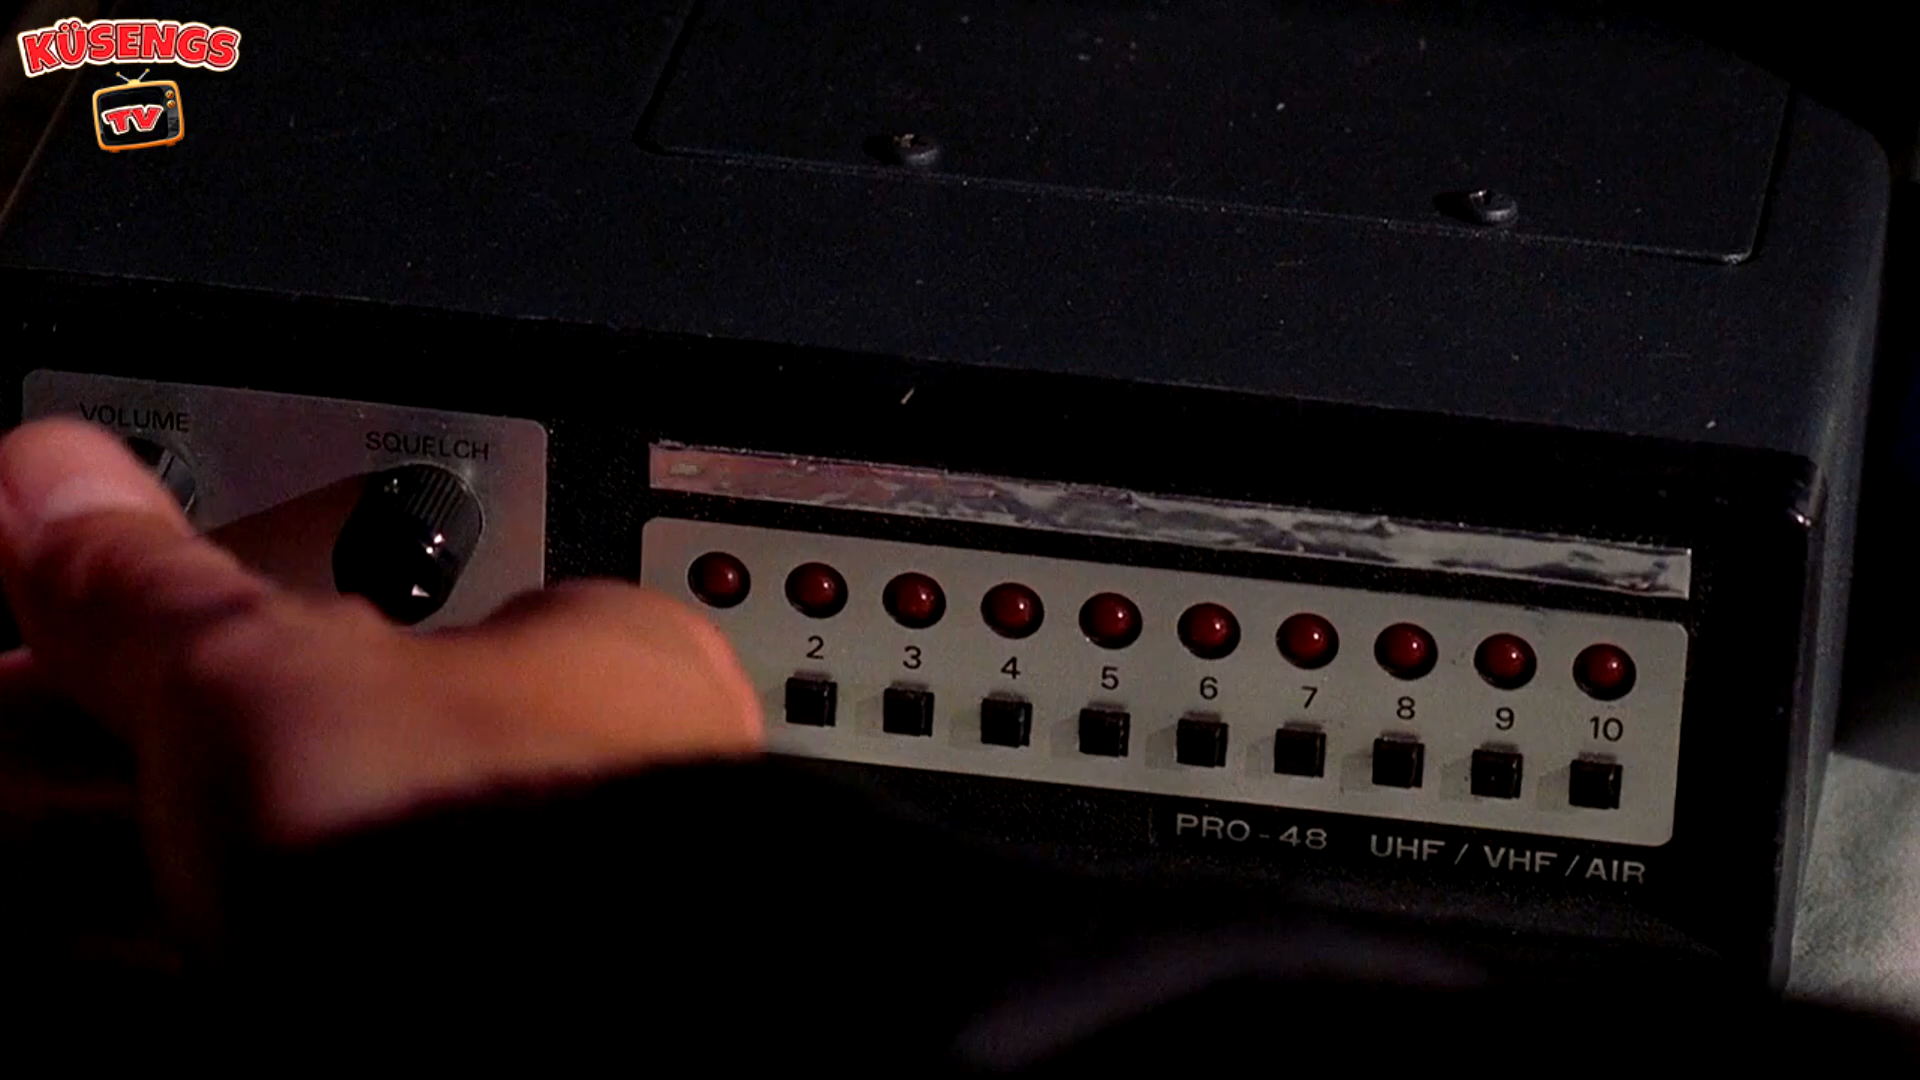 KÜSENGS
TV
VOLUME
SQUELCH
2 3 4 5 6 7 8 9 10
PRO-48 UHF / VHF / AIR